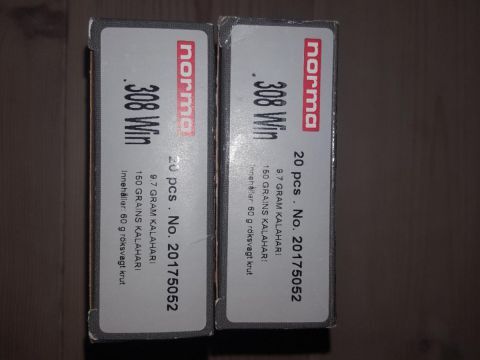 norma
.308 Win
20 pcs . No. 20175052
9.7 GRAM KALAHARI
150 GRAINS KALAHARI
Innehåller: 60 g röksvagt krut
norma
.308 Win
20 pcs . No. 20175052
9.7 GRAM KALAHARI
150 GRAINS KALAHARI
Innehåller: 60 g röksvagt krut